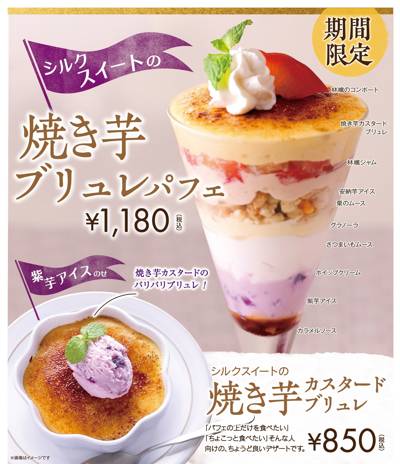 期間
限定
シルク
スイートの
焼き芋
ブリュレパフェ
¥1,180(税込)
林檎のコンポート
焼き芋カスタード
ブリュレ
林檎ジャム
安納芋アイス
栗のムース
グラノーラ
さつまいもムース
ホイップクリーム
紫芋アイス
カラメルソース
紫芋アイスのせ
焼き芋カスタードの
パリパリブリュレ！
シルクスイートの
焼き芋カスタード
ブリュレ
「パフェの上だけを食べたい」
「ちょこっと食べたい」そんな人
向けの、ちょうど良いデザートです。
¥850(税込)
※画像はイメージです